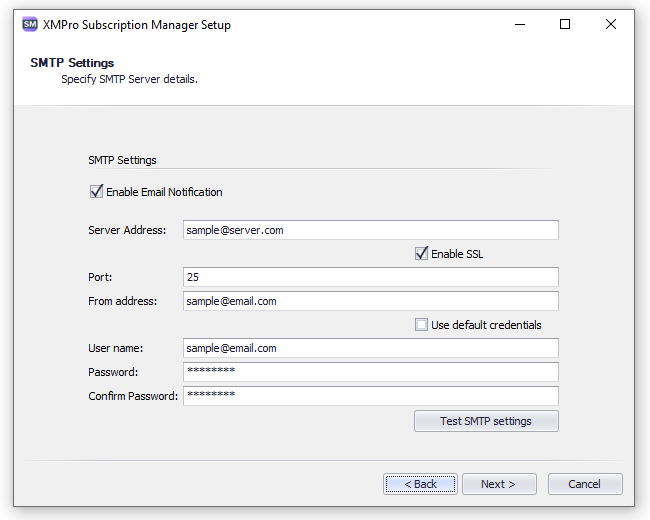 SM XMPro Subscription Manager Setup
SMTP Settings
Specify SMTP Server details.
SMTP Settings
Enable Email Notification
Server Address: sample@server.com
Enable SSL
Port: 25
From address: sample@email.com
Use default credentials
User name: sample@email.com
Password: ********
Confirm Password: ********
Test SMTP settings
< Back Next > Cancel